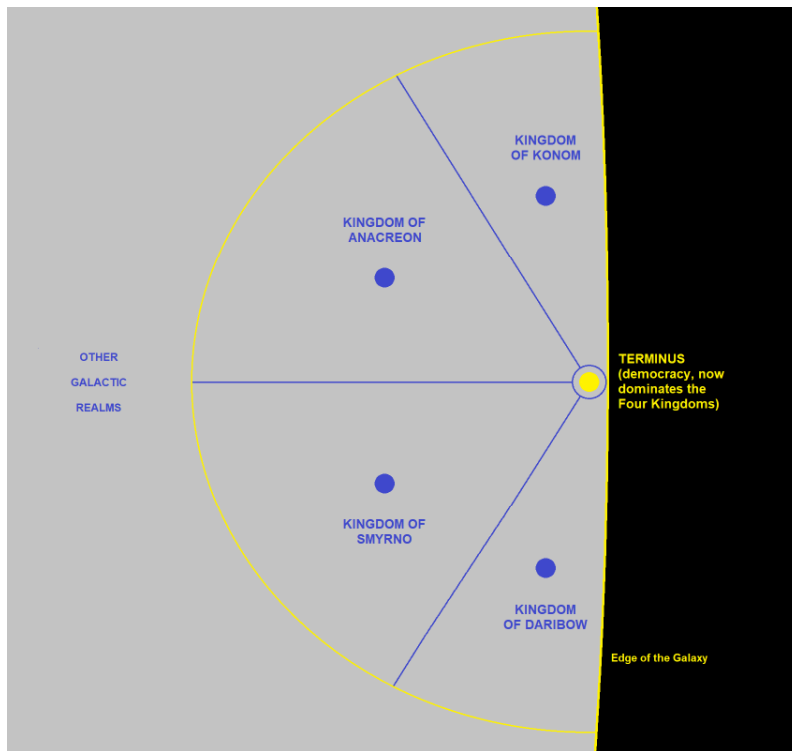 KINGDOM
OF KONOM
KINGDOM OF
ANACREON
OTHER
GALACTIC
REALMS
TERMINUS
(democracy, now
dominates the
Four Kingdoms)
KINGDOM OF
SMYRNO
KINGDOM
OF DARIBOW
Edge of the Galaxy